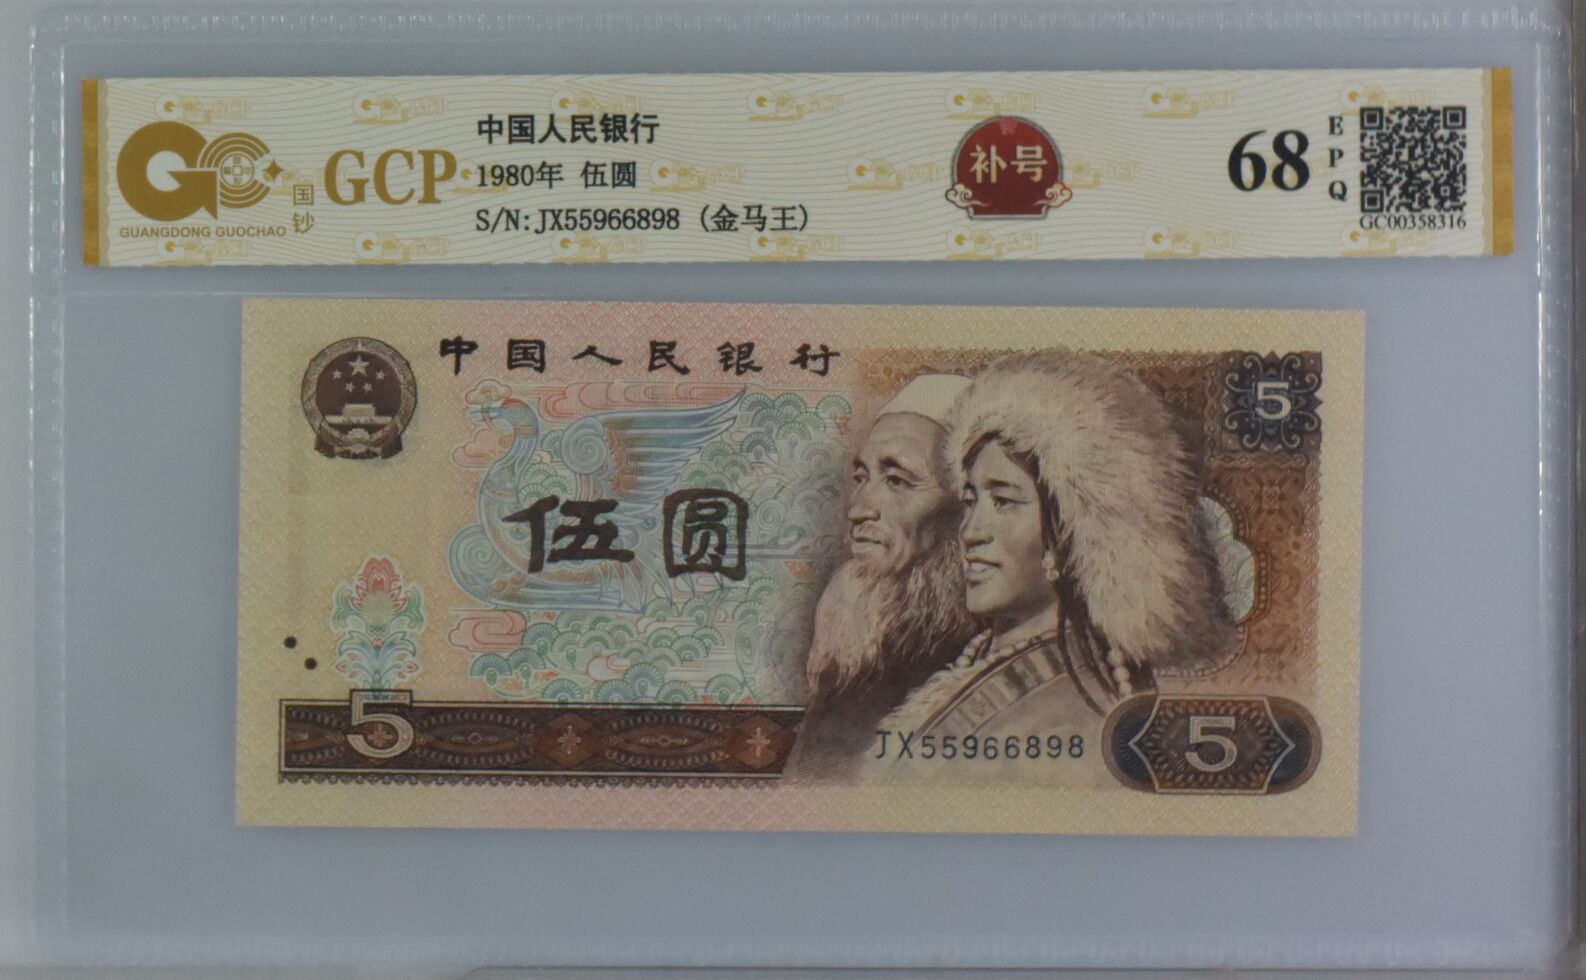 中国人民银行
1980年 伍圆
S/N:JX55966898 (金马王)
GCP
国钞
GUANGDONG GUOCHAO
补号
68
EPQ
GC00358316
中国人民银行
5
伍圆
5
JX55966898
5